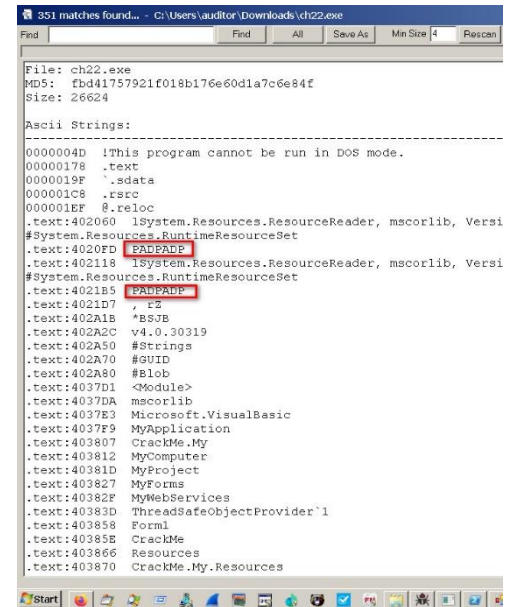 351 matches found... - C:\Users\auditor\Downloads\ch22.exe
Find Find All Save As Min Size 4 Rescan
File: ch22.exe
MD5: fbd41757921f018b176e60d1a7c6e84f
Size: 26624
Ascii Strings:
---------------------------------------------------------------------------
0000004D !This program cannot be run in DOS mode.
00000178 .text
0000019F `.sdata
000001C8 .rsrc
000001EF @.reloc
.text:402060 lSystem.Resources.ResourceReader, mscorlib, Versi
#System.Resources.RuntimeResourceSet
.text:4020FD PADPADP
.text:402118 lSystem.Resources.ResourceReader, mscorlib, Versi
#System.Resources.RuntimeResourceSet
.text:4021B5 PADPADP
.text:4021D7 , rZ
.text:402A1B *BSJB
.text:402A2C v4.0.30319
.text:402A50 #Strings
.text:402A70 #GUID
.text:402A80 #Blob
.text:4037D1 <Module>
.text:4037DA mscorlib
.text:4037E3 Microsoft.VisualBasic
.text:4037F9 MyApplication
.text:403807 CrackMe.My
.text:403812 MyComputer
.text:40381D MyProject
.text:403827 MyForms
.text:40382F MyWebServices
.text:40383D ThreadSafeObjectProvider`1
.text:403858 Form1
.text:40385E CrackMe
.text:403866 Resources
.text:403870 CrackMe.My.Resources
Start